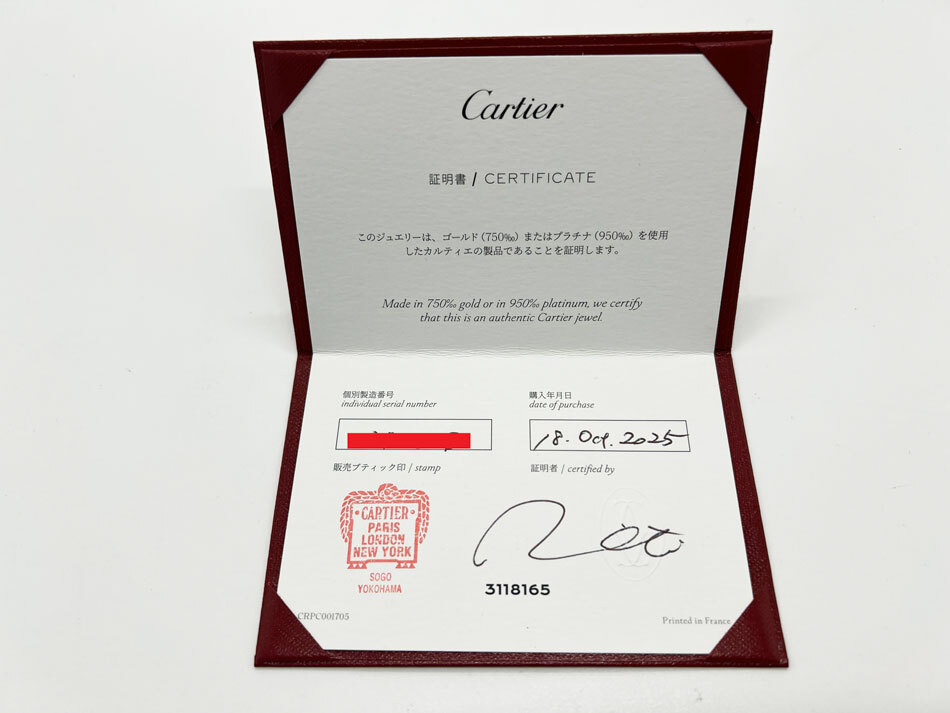 Cartier
証明書 / CERTIFICATE
このジュエリーは、ゴールド(750‰)またはプラチナ(950‰)を使用
したカルティエの製品であることを証明します。
Made in 750‰ gold or in 950‰ platinum, we certify
that this is an authentic Cartier jewel.
個別製造番号
individual serial number
購入年月日
date of purchase
18. Oct. 2025
販売ブティック印 / stamp
証明者 / certified by
CARTIER
PARIS
LONDON
NEW YORK
SOGO
YOKOHAMA
3118165
CRPC001705
Printed in France